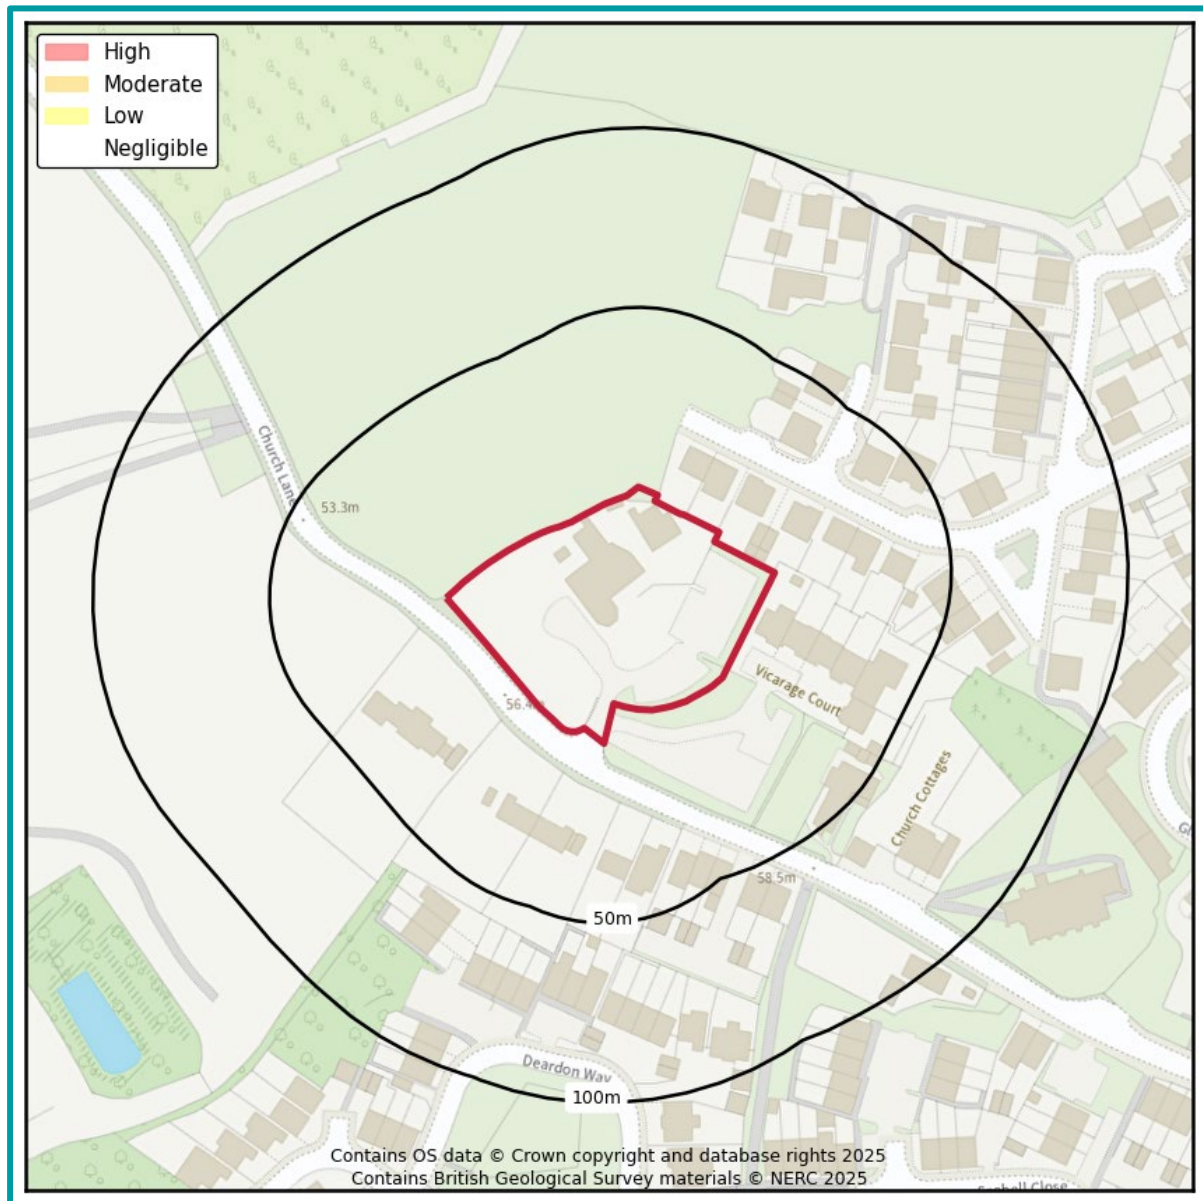 High
Moderate
Low
Negligible
Church Lane
53.3m
56.4m
Vicarage Court
Church Cottages
58.5m
50m
Deardon Way
100m
Contains OS data © Crown copyright and database rights 2025
Contains British Geological Survey materials © NERC 2025